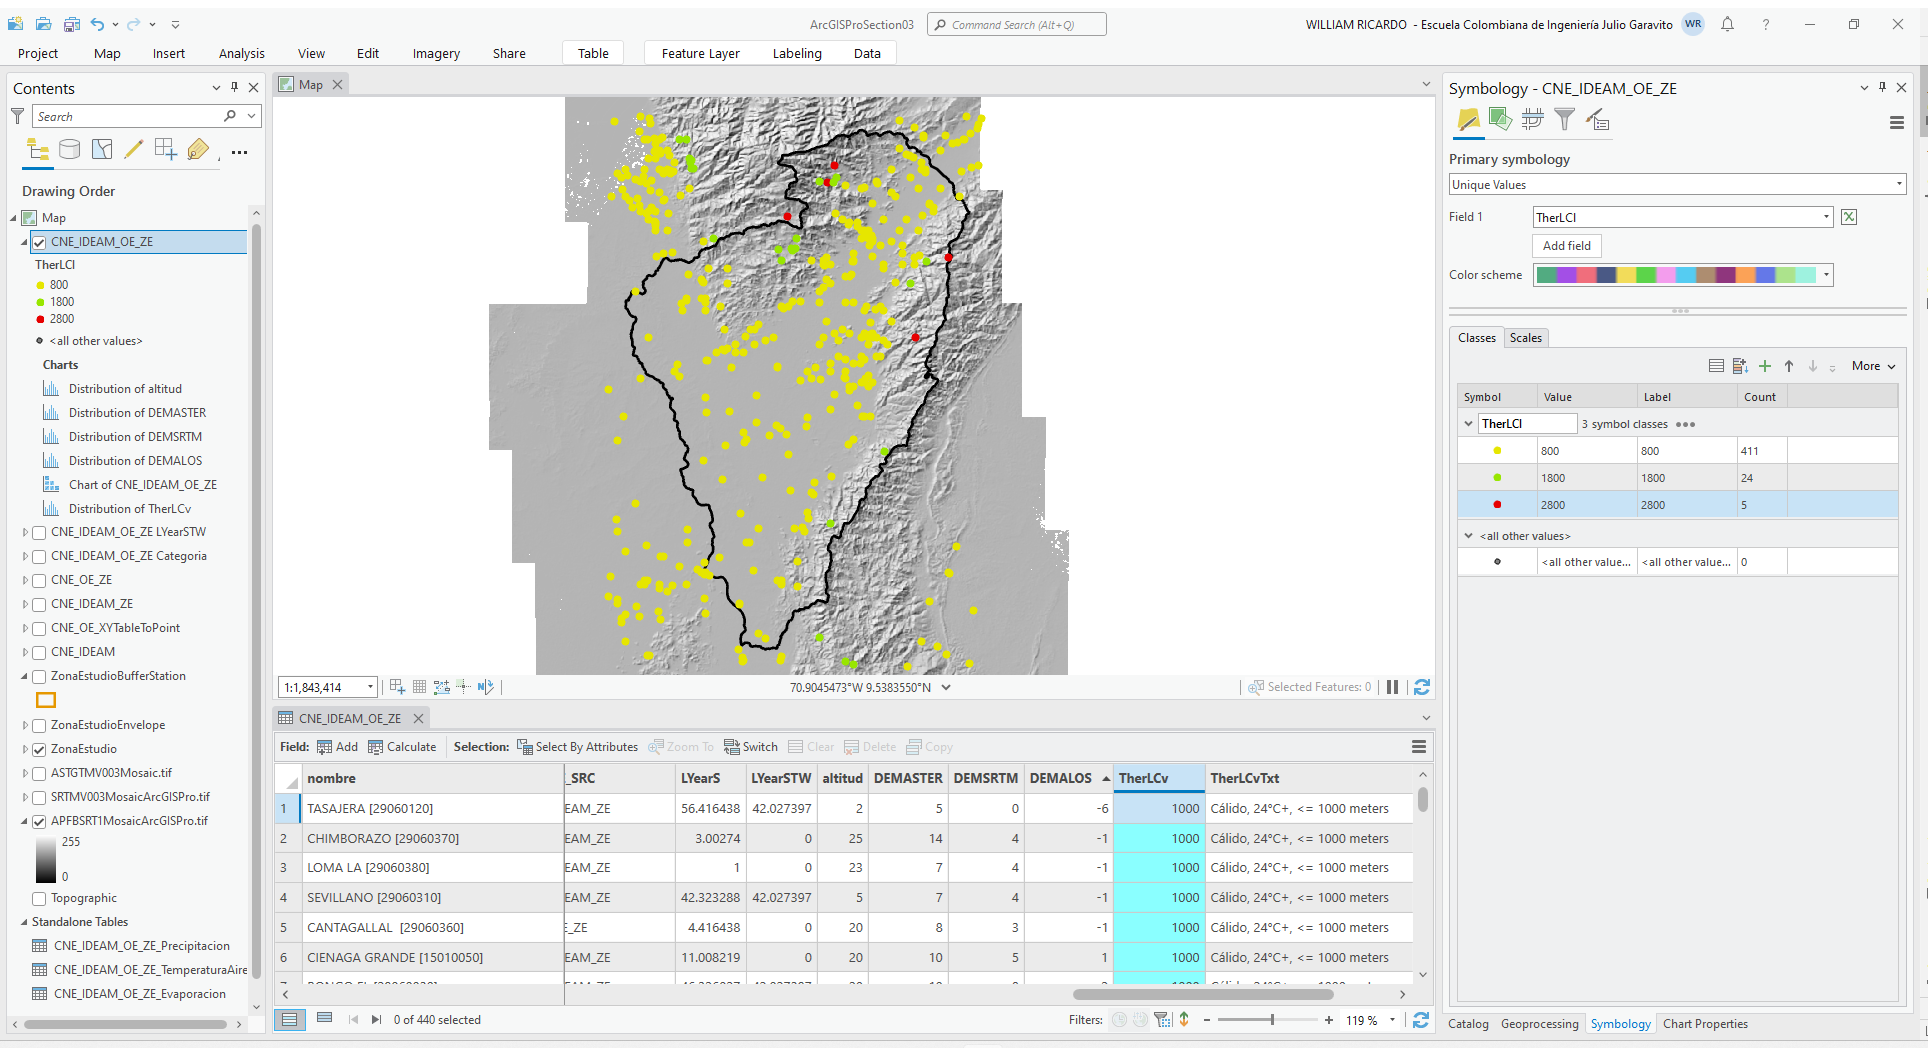 ArcGISProSection03
Command Search (Alt+Q)
WILLIAM RICARDO - Escuela Colombiana de Ingeniería Julio Garavito
WR
?
Project Map Insert Analysis View Edit Imagery Share Table Feature Layer Labeling Data
Contents
Search
Drawing Order
Map
CNE_IDEAM_OE_ZE
TherLCl
800
1800
2800
<all other values>
Charts
Distribution of altitud
Distribution of DEMASTER
Distribution of DEMSRTM
Distribution of DEMALOS
Chart of CNE_IDEAM_OE_ZE
Distribution of TherLCv
CNE_IDEAM_OE_ZE LYearSTW
CNE_IDEAM_OE_ZE Categoria
CNE_OE_ZE
CNE_IDEAM_ZE
CNE_OE_XYTableToPoint
CNE_IDEAM
ZonaEstudioBufferStation
ZonaEstudioEnvelope
ZonaEstudio
ASTGTMV003Mosaic.tif
SRTMV003MosaicArcGISPro.tif
APFBSRT1MosaicArcGISPro.tif
255
0
Topographic
Standalone Tables
CNE_IDEAM_OE_ZE_Precipitacion
CNE_IDEAM_OE_ZE_TemperaturaAire
CNE_IDEAM_OE_ZE_Evaporacion
Map
1:1,843,414
70.9045473°W 9.5383550°N
Selected Features: 0
CNE_IDEAM_OE_ZE
Field: Add Calculate Selection: Select By Attributes Zoom To Switch Clear Delete Copy
nombre _SRC LYearS LYearSTW altitud DEMASTER DEMSRTM DEMALOS TherLCv TherLCvTxt
1 TASAJERA [29060120] EAM_ZE 56.416438 42.027397 2 5 0 -6 1000 Cálido, 24°C+, <= 1000 meters
2 CHIMBORAZO [29060370] EAM_ZE 3.00274 0 25 14 4 -1 1000 Cálido, 24°C+, <= 1000 meters
3 LOMA LA [29060380] EAM_ZE 1 0 23 7 4 -1 1000 Cálido, 24°C+, <= 1000 meters
4 SEVILLANO [29060310] EAM_ZE 42.323288 42.027397 5 7 4 -1 1000 Cálido, 24°C+, <= 1000 meters
5 CANTAGALLAL [29060360] E_ZE 4.416438 0 20 8 3 -1 1000 Cálido, 24°C+, <= 1000 meters
6 CIENAGA GRANDE [15010050] EAM_ZE 11.008219 0 20 10 5 1 1000 Cálido, 24°C+, <= 1000 meters
0 of 440 selected
Filters:
119 %
Symbology - CNE_IDEAM_OE_ZE
Primary symbology
Unique Values
Field 1 TherLCl
Add field
Color scheme
Classes Scales
More
Symbol Value Label Count
TherLCl 3 symbol classes
800 800 411
1800 1800 24
2800 2800 5
<all other values>
<all other value... <all other value... 0
Catalog Geoprocessing Symbology Chart Properties